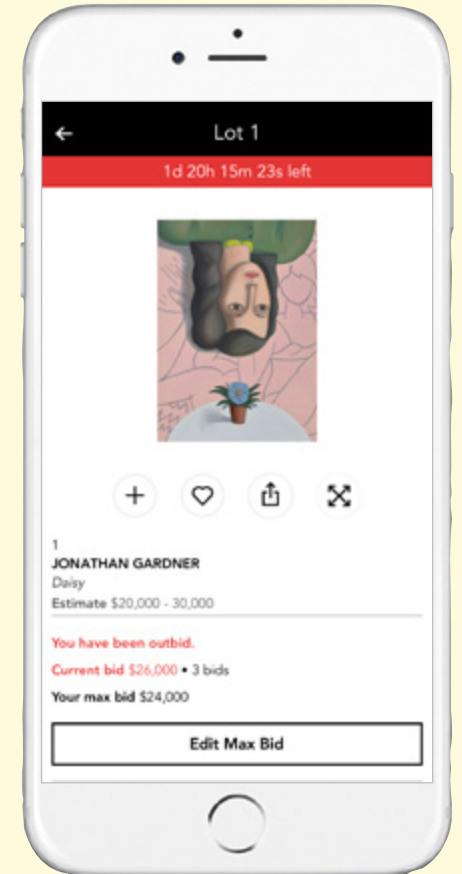 Lot 1
1d 20h 15m 23s left
1
JONATHAN GARDNER
Daisy
Estimate $20,000 - 30,000
You have been outbid.
Current bid $26,000 • 3 bids
Your max bid $24,000
Edit Max Bid